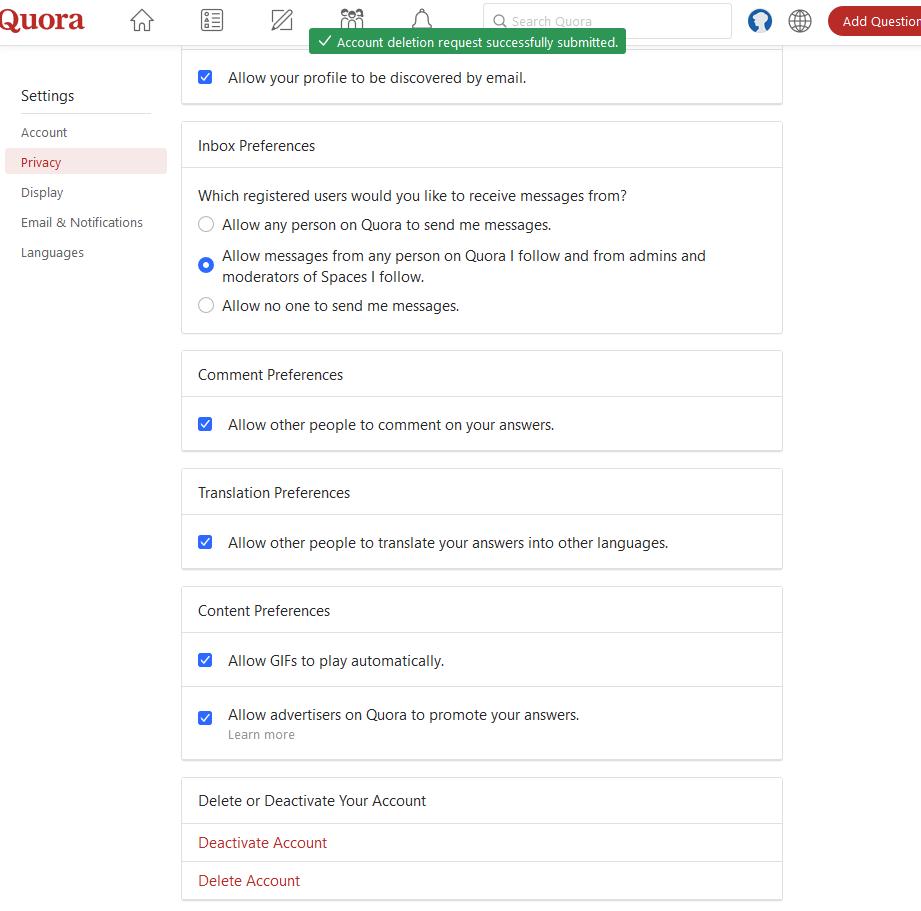 Quora
Search Quora
Add Question
Account deletion request successfully submitted.
Allow your profile to be discovered by email.
Settings
Account
Privacy
Display
Email & Notifications
Languages
Inbox Preferences
Which registered users would you like to receive messages from?
Allow any person on Quora to send me messages.
Allow messages from any person on Quora I follow and from admins and
moderators of Spaces I follow.
Allow no one to send me messages.
Comment Preferences
Allow other people to comment on your answers.
Translation Preferences
Allow other people to translate your answers into other languages.
Content Preferences
Allow GIFs to play automatically.
Allow advertisers on Quora to promote your answers.
Learn more
Delete or Deactivate Your Account
Deactivate Account
Delete Account